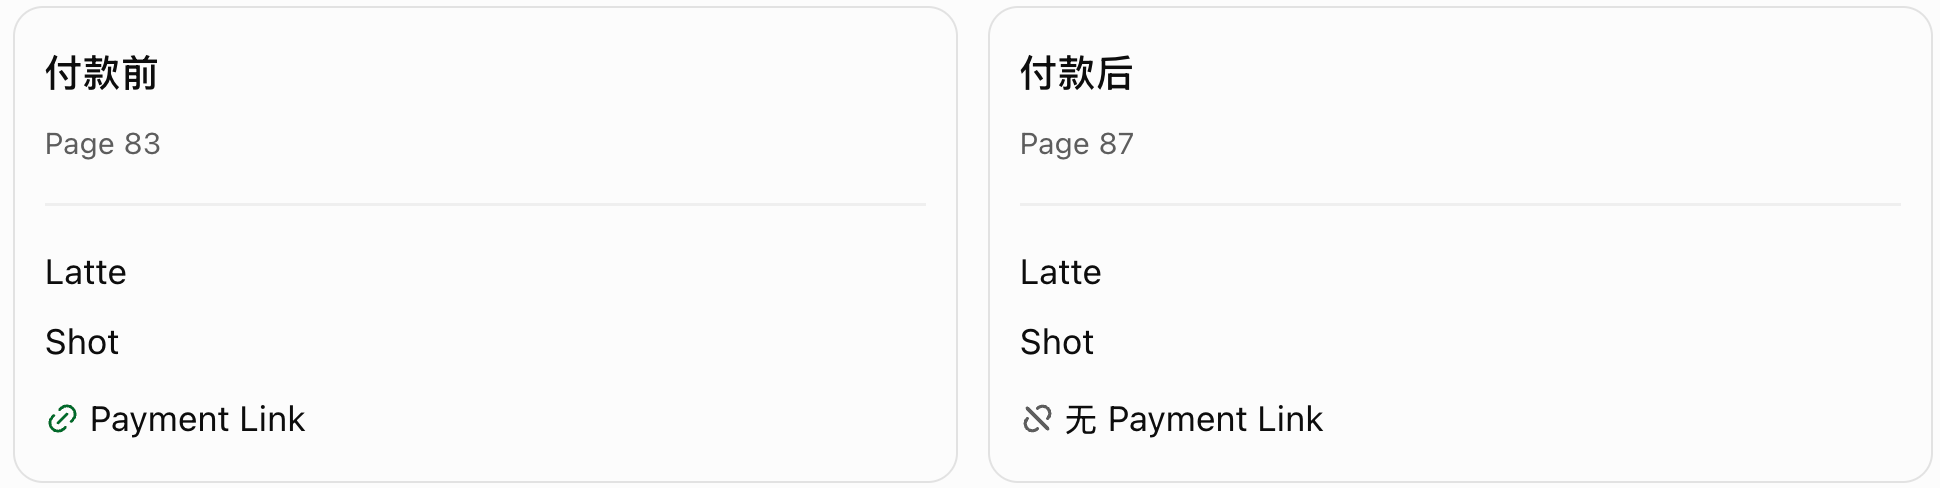 付款前
Page 83
Latte
Shot
Payment Link
付款后
Page 87
Latte
Shot
无 Payment Link